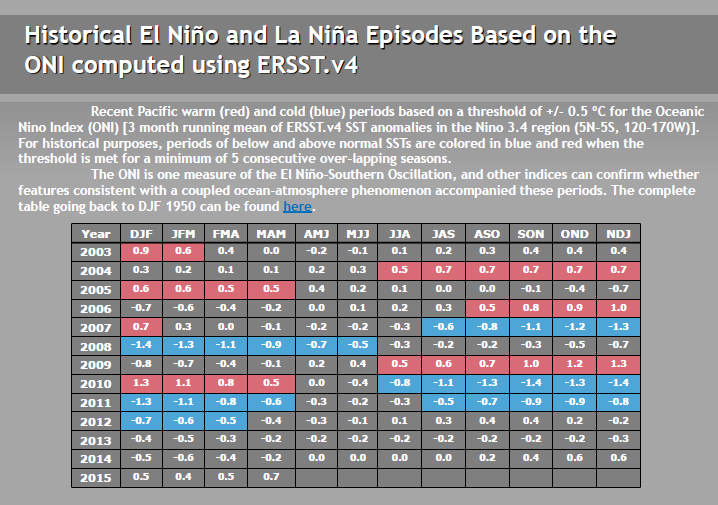 Historical El Niño and La Niña Episodes Based on the
ONI computed using ERSST.v4
Recent Pacific warm (red) and cold (blue) periods based on a threshold of +/- 0.5 ºC for the Oceanic
Nino Index (ONI) [3 month running mean of ERSST.v4 SST anomalies in the Nino 3.4 region (5N-5S, 120-170W)].
For historical purposes, periods of below and above normal SSTs are colored in blue and red when the
threshold is met for a minimum of 5 consecutive over-lapping seasons.
The ONI is one measure of the El Niño-Southern Oscillation, and other indices can confirm whether
features consistent with a coupled ocean-atmosphere phenomenon accompanied these periods. The complete
table going back to DJF 1950 can be found here.
Year DJF JFM FMA MAM AMJ MJJ JJA JAS ASO SON OND NDJ
2003 0.9 0.6 0.4 0.0 -0.2 -0.1 0.1 0.2 0.3 0.4 0.4 0.4
2004 0.3 0.2 0.1 0.1 0.2 0.3 0.5 0.7 0.7 0.7 0.7 0.7
2005 0.6 0.6 0.5 0.5 0.4 0.2 0.1 0.0 0.0 -0.1 -0.4 -0.7
2006 -0.7 -0.6 -0.4 -0.2 0.0 0.1 0.2 0.3 0.5 0.8 0.9 1.0
2007 0.7 0.3 0.0 -0.1 -0.2 -0.2 -0.3 -0.6 -0.8 -1.1 -1.2 -1.3
2008 -1.4 -1.3 -1.1 -0.9 -0.7 -0.5 -0.3 -0.2 -0.2 -0.3 -0.5 -0.7
2009 -0.8 -0.7 -0.4 -0.1 0.2 0.4 0.5 0.6 0.7 1.0 1.2 1.3
2010 1.3 1.1 0.8 0.5 0.0 -0.4 -0.8 -1.1 -1.3 -1.4 -1.3 -1.4
2011 -1.3 -1.1 -0.8 -0.6 -0.3 -0.2 -0.3 -0.5 -0.7 -0.9 -0.9 -0.8
2012 -0.7 -0.6 -0.5 -0.4 -0.3 -0.1 0.1 0.3 0.4 0.4 0.2 -0.2
2013 -0.4 -0.5 -0.3 -0.2 -0.2 -0.2 -0.2 -0.2 -0.2 -0.2 -0.2 -0.3
2014 -0.5 -0.6 -0.4 -0.2 0.0 0.0 0.0 0.0 0.2 0.4 0.6 0.6
2015 0.5 0.4 0.5 0.7